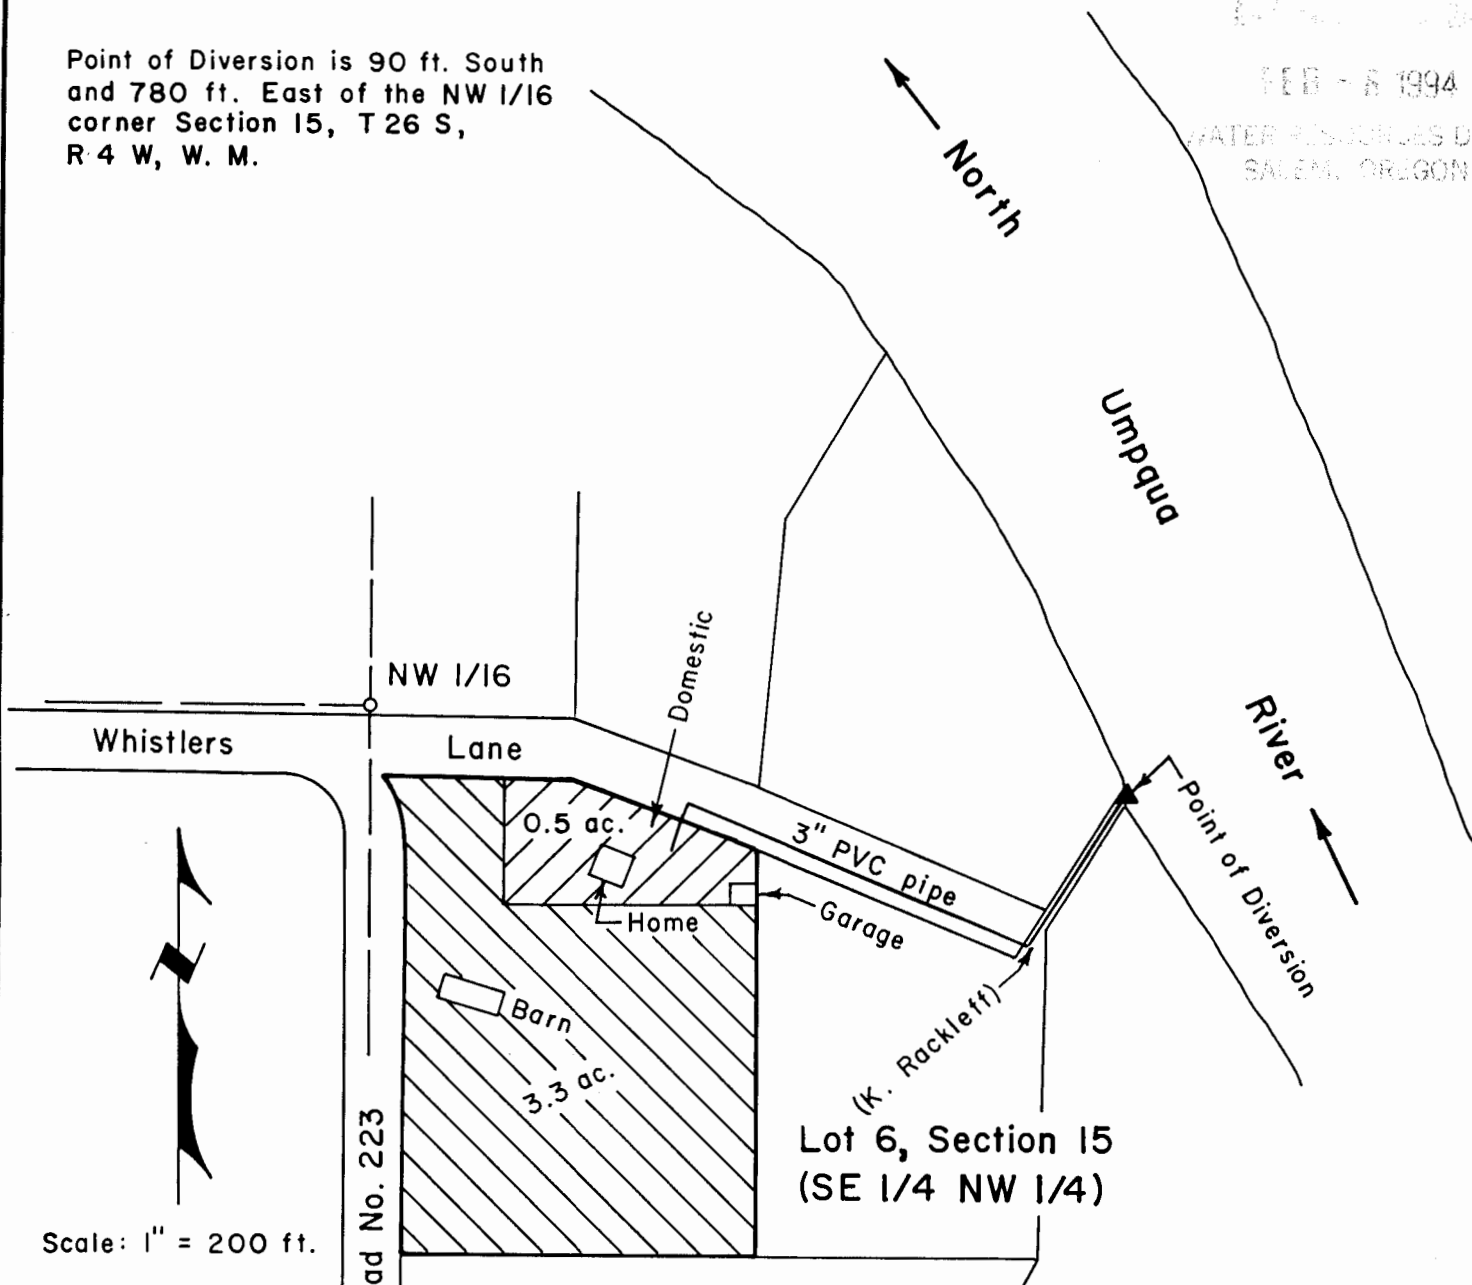 Point of Diversion is 90 ft. South
and 780 ft. East of the NW 1/16
corner Section 15, T 26 S,
R 4 W, W. M.
FEB - 8 1994
WATER RESOURCES D
SALEM, OREGON
North
Umpqua
River
Domestic
NW 1/16
Whistlers Lane
0.5 ac.
3" PVC pipe
Point of Diversion
Home
Garage
Barn
3.3 ac.
(K. Rackleff)
Lot 6, Section 15
(SE 1/4 NW 1/4)
ad No. 223
Scale: 1" = 200 ft.